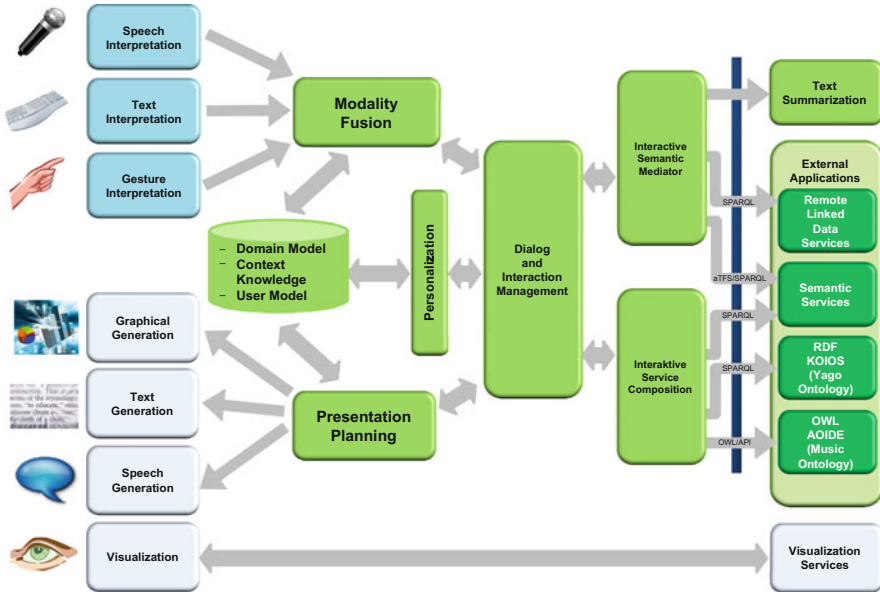 Speech
Interpretation
Text
Interpretation
Gesture
Interpretation
Modality
Fusion
– Domain Model
– Context
Knowledge
– User Model
Personalization
Dialog
and
Interaction
Management
Interactive
Semantic
Mediator
Interaktive
Service
Composition
Text
Summarization
External
Applications
SPARQL
Remote
Linked
Data
Services
aTFS/SPARQL
Semantic
Services
SPARQL
SPARQL
RDF
KOIOS
(Yago
Ontology)
OWL/API
OWL
AOIDE
(Music
Ontology)
Graphical
Generation
Text
Generation
Speech
Generation
Presentation
Planning
Visualization
Visualization
Services